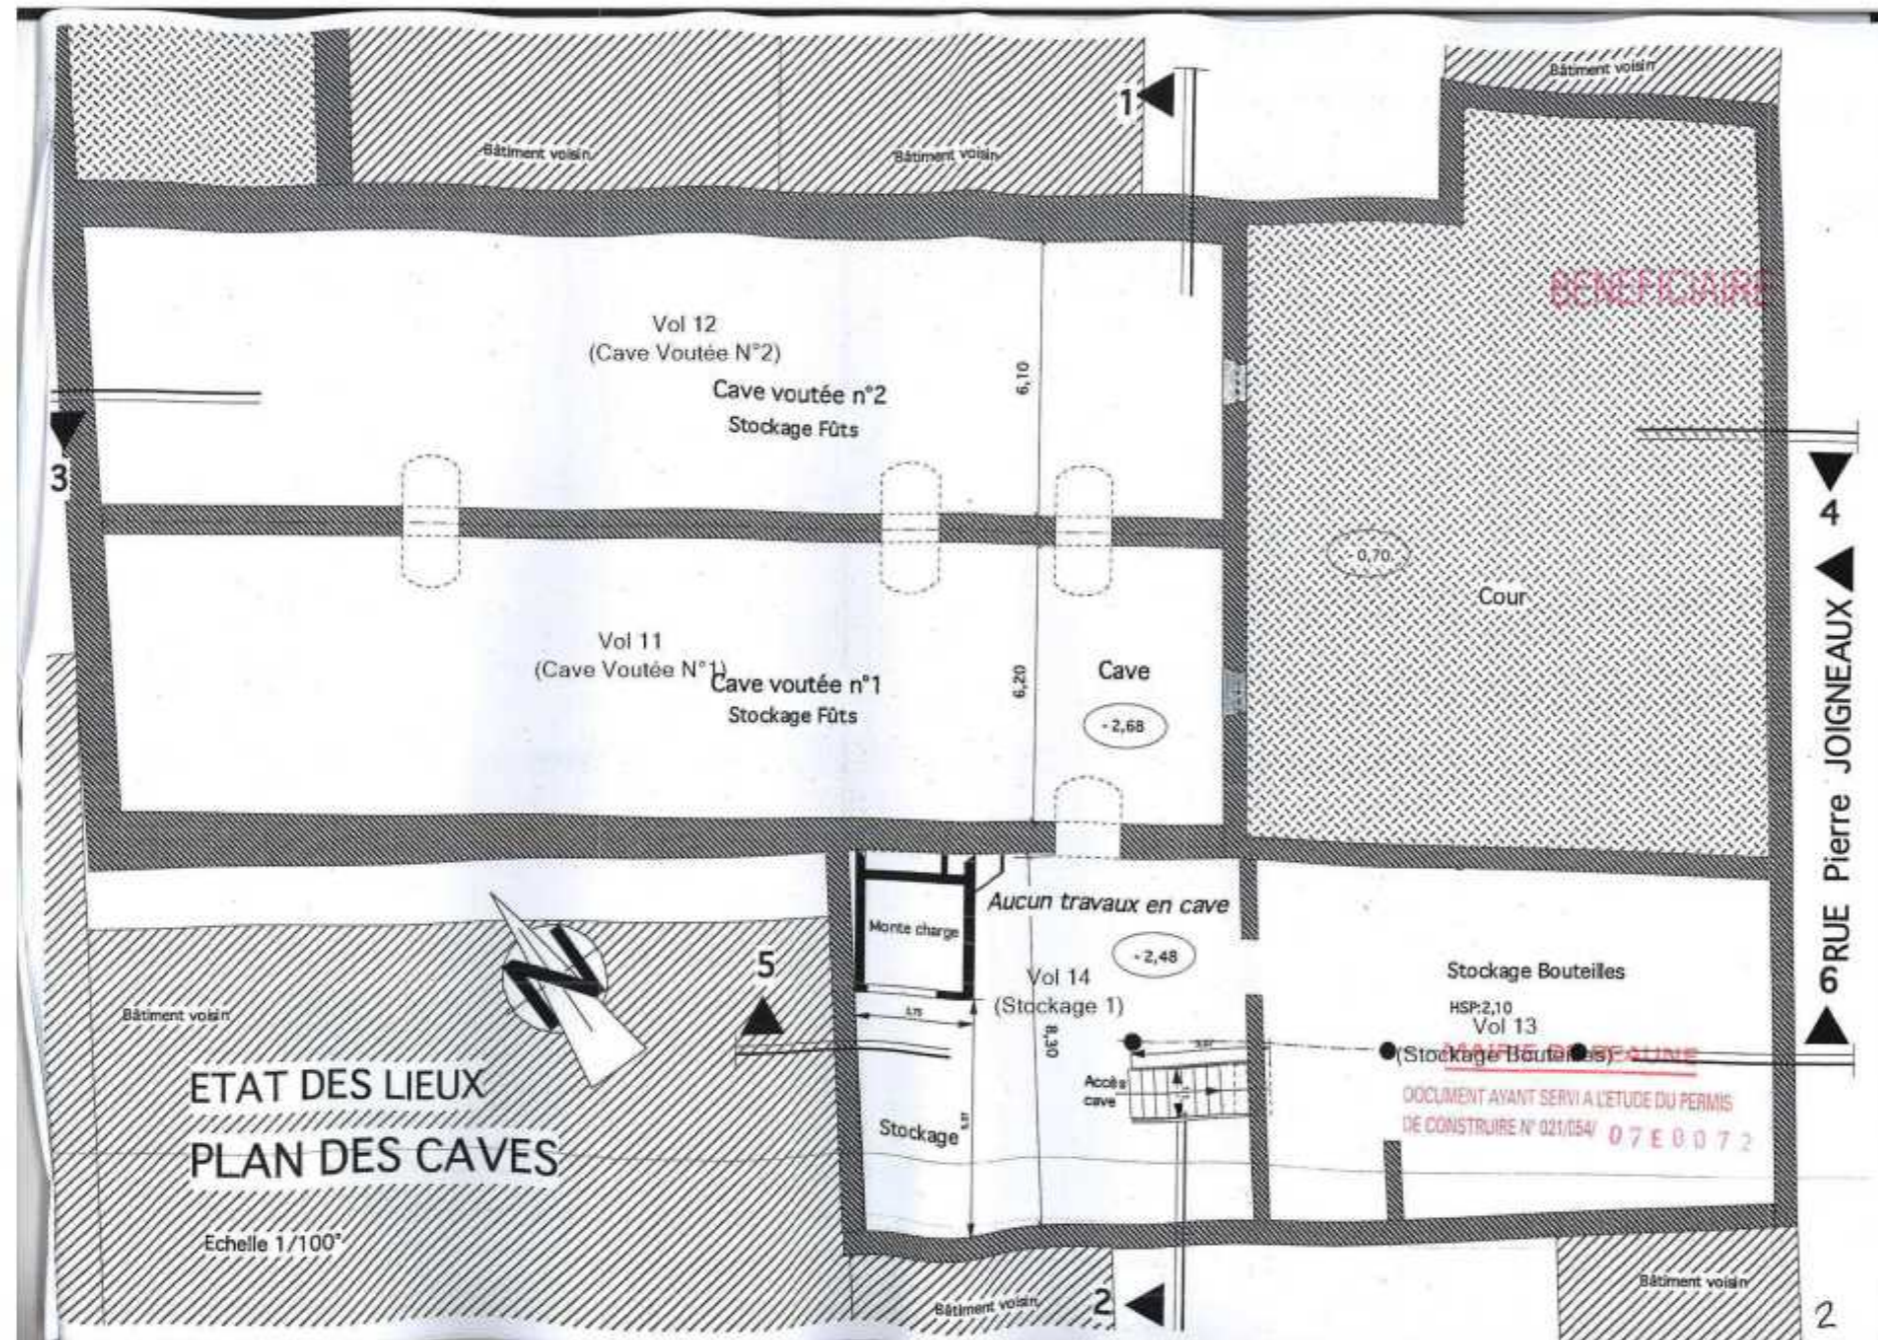 Bâtiment voisin
1
Bâtiment voisin
Bâtiment voisin
BENEFICIAIRE
Vol 12
(Cave Voutée N°2)
Cave voutée n°2
Stockage Fûts
6,10
3
4
0,70
Cour
Vol 11
(Cave Voutée N°1)
Cave voutée n°1
Stockage Fûts
6,20
Cave
- 2,68
RUE Pierre JOIGNEAUX
Aucun travaux en cave
Monte charge
- 2,48
5
N
Vol 14
(Stockage 1)
8,30
Stockage Bouteilles
HSP:2,10
Vol 13
(Stockage Bouteilles)
MAIRIE DE BEAUNE
6
Bâtiment voisin
ETAT DES LIEUX
PLAN DES CAVES
Echelle 1/100°
Accès
cave
Stockage
DOCUMENT AYANT SERVI A L'ETUDE DU PERMIS
DE CONSTRUIRE N° 021/054/ 07E0072
Bâtiment voisin
2
Bâtiment voisin
2